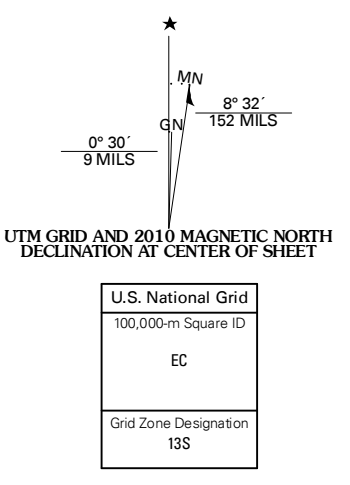 MN
GN
8° 32´
152 MILS
0° 30´
9 MILS
UTM GRID AND 2010 MAGNETIC NORTH
DECLINATION AT CENTER OF SHEET
U.S. National Grid
100,000-m Square ID
EC
Grid Zone Designation
13S